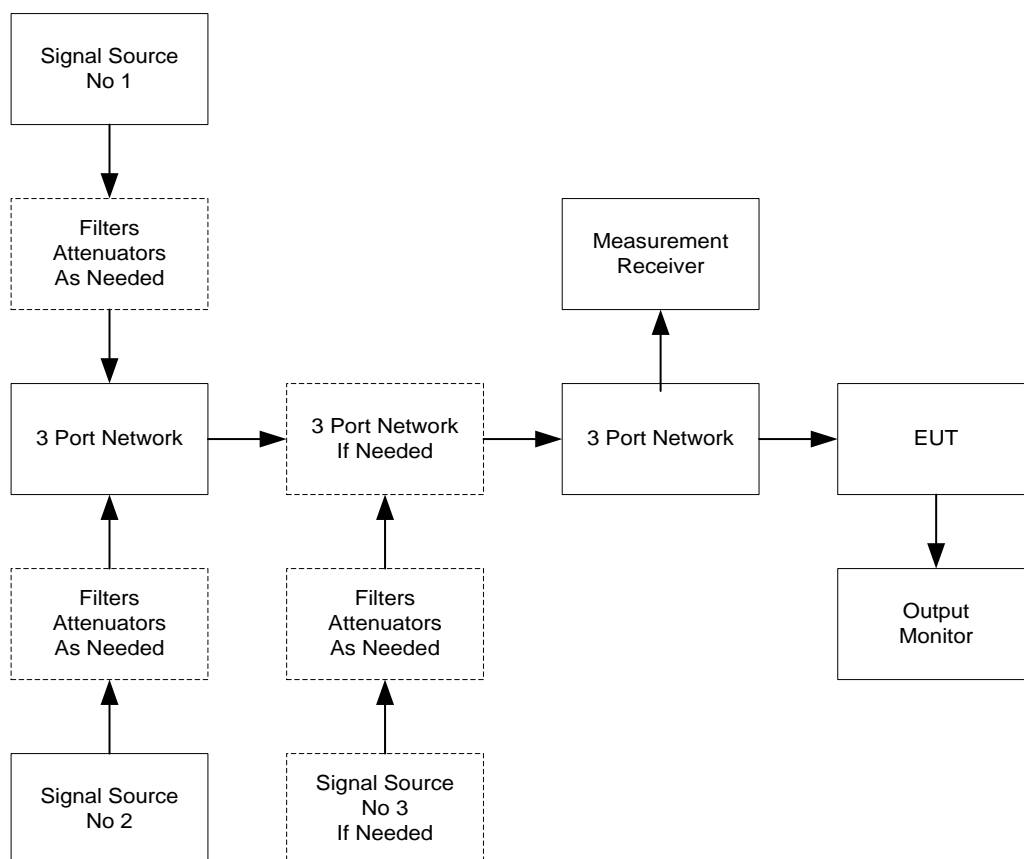 Signal Source
No 1
Filters
Attenuators
As Needed
Measurement
Receiver
3 Port Network
3 Port Network
If Needed
3 Port Network
EUT
Filters
Attenuators
As Needed
Filters
Attenuators
As Needed
Output
Monitor
Signal Source
No 2
Signal Source
No 3
If Needed